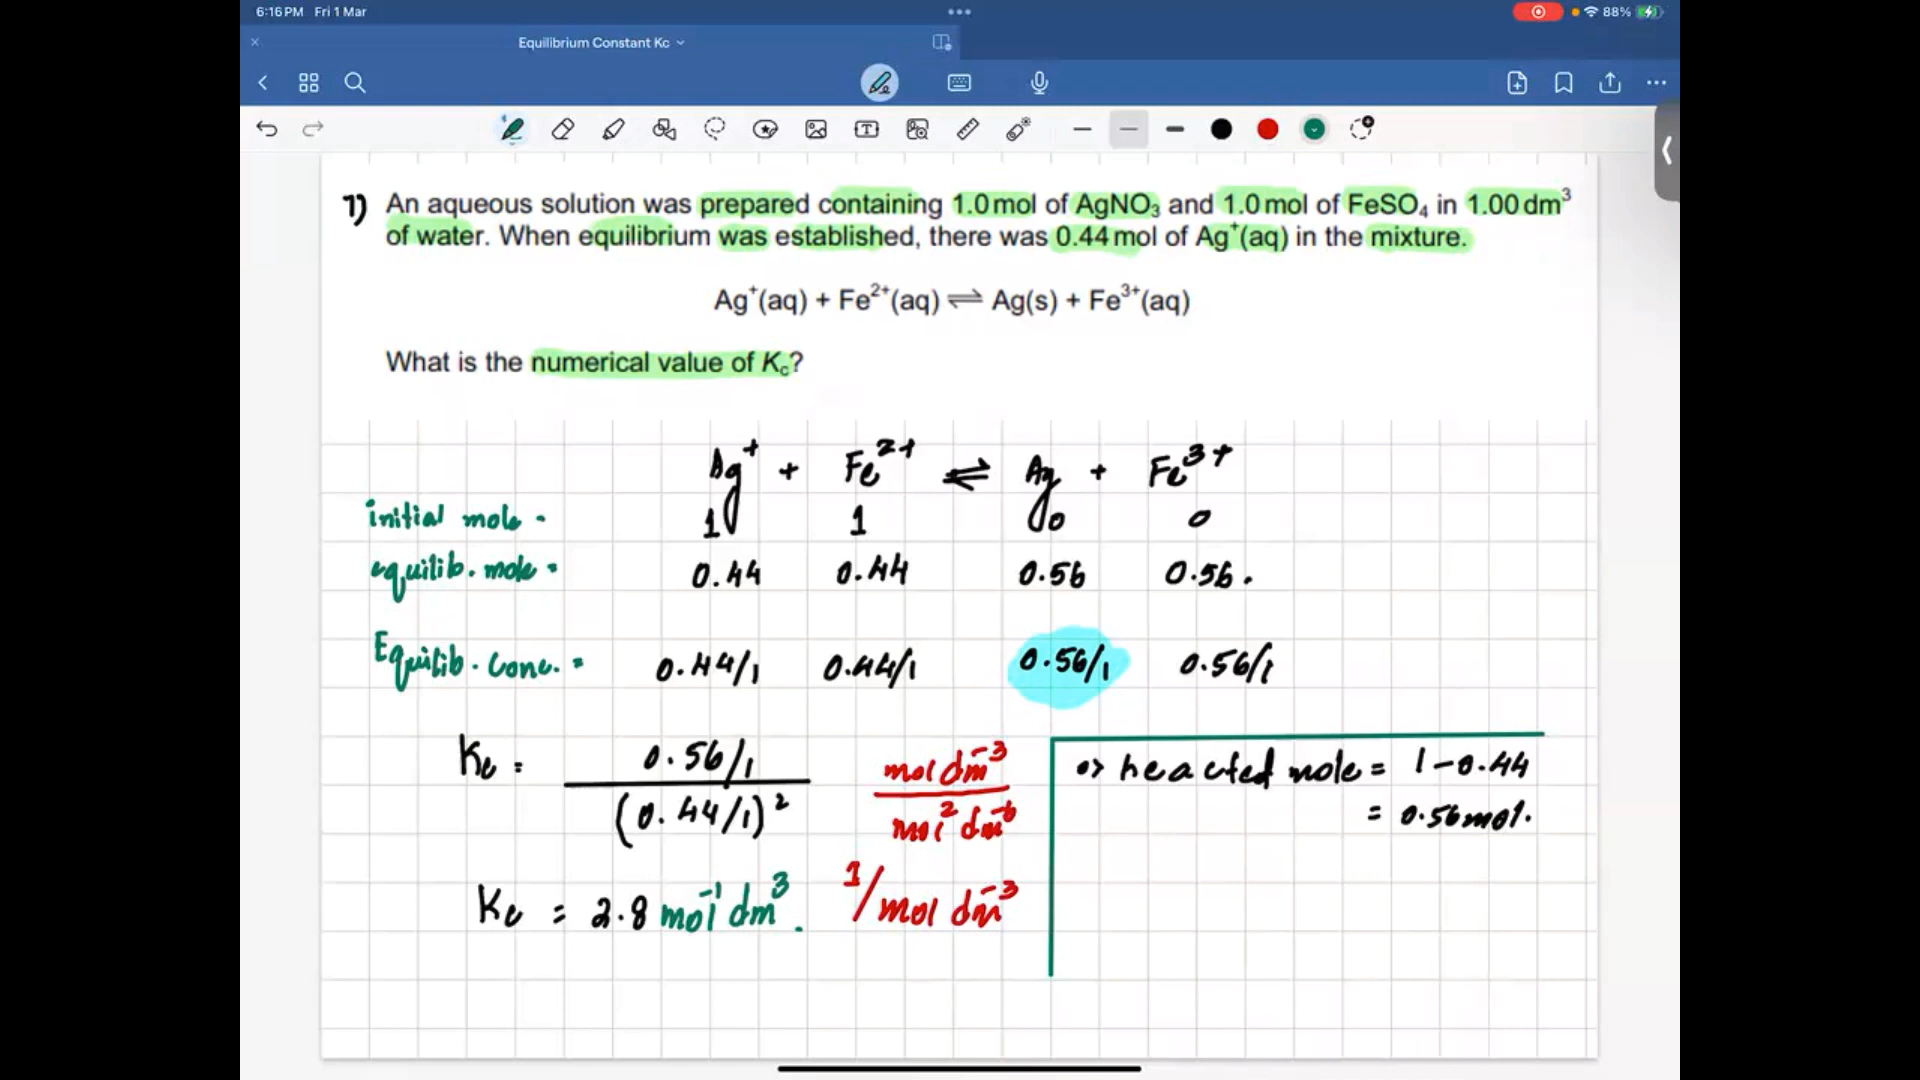 6:16 PM Fri 1 Mar
88%
Equilibrium Constant Kc
7) An aqueous solution was prepared containing 1.0 mol of AgNO₃ and 1.0 mol of FeSO₄ in 1.00 dm³
of water. When equilibrium was established, there was 0.44 mol of Ag⁺(aq) in the mixture.
Ag⁺(aq) + Fe²⁺(aq) ⇌ Ag(s) + Fe³⁺(aq)
What is the numerical value of Kc?
Ag⁺ + Fe²⁺ ⇌ Ag + Fe³⁺
initial mole - 1 1 0 0
equilib. mole = 0.44 0.44 0.56 0.56.
Equilib. Conc. = 0.44/1 0.44/1 0.56/1 0.56/1
Kc = 0.56/1 / (0.44/1)² mol dm⁻³ / mol² dm⁻⁶
Kc = 2.8 mol⁻¹ dm³. 1/mol dm⁻³
=> reacted mole = 1 - 0.44
= 0.56 mol.